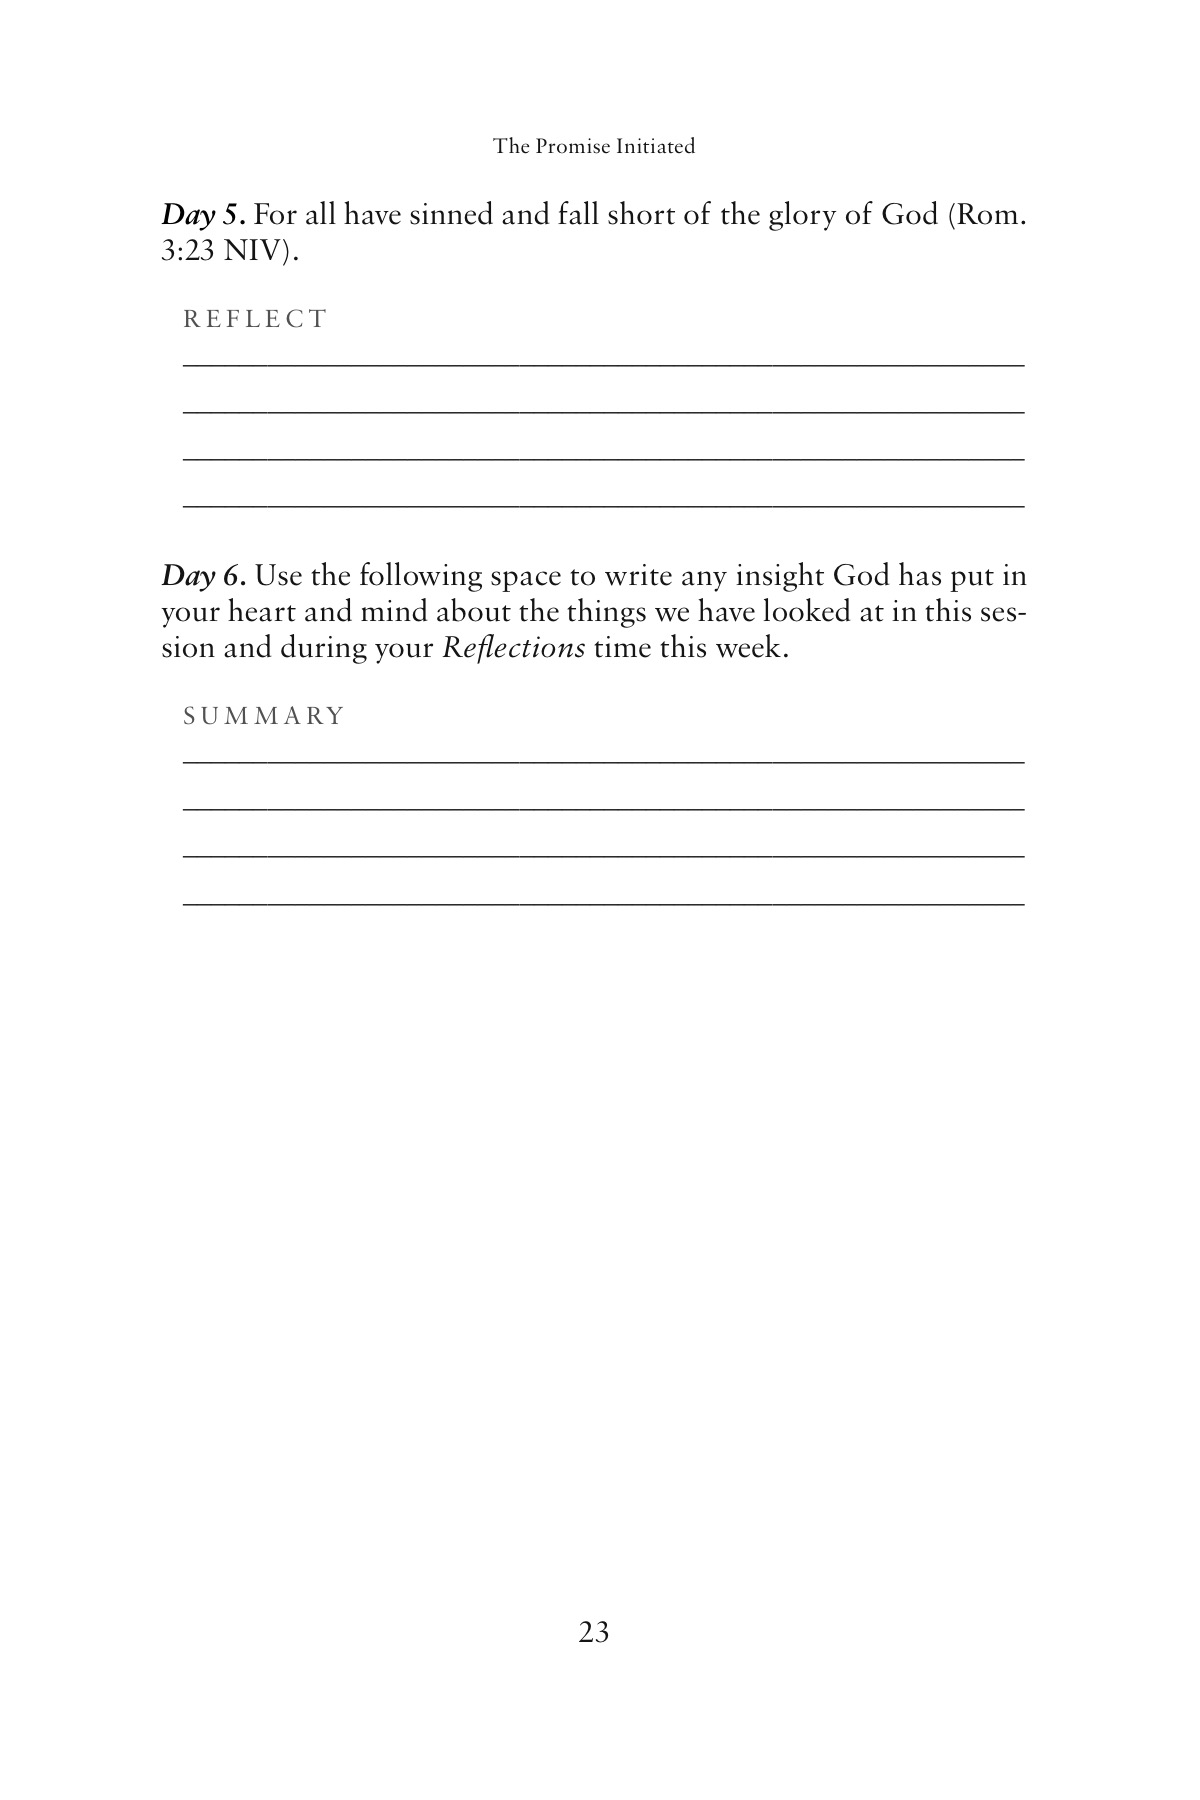 The Promise Initiated
Day 5. For all have sinned and fall short of the glory of God (Rom.
3:23 NIV).
REFLECT
Day 6. Use the following space to write any insight God has put in
your heart and mind about the things we have looked at in this ses-
sion and during your Reflections time this week.
SUMMARY
23